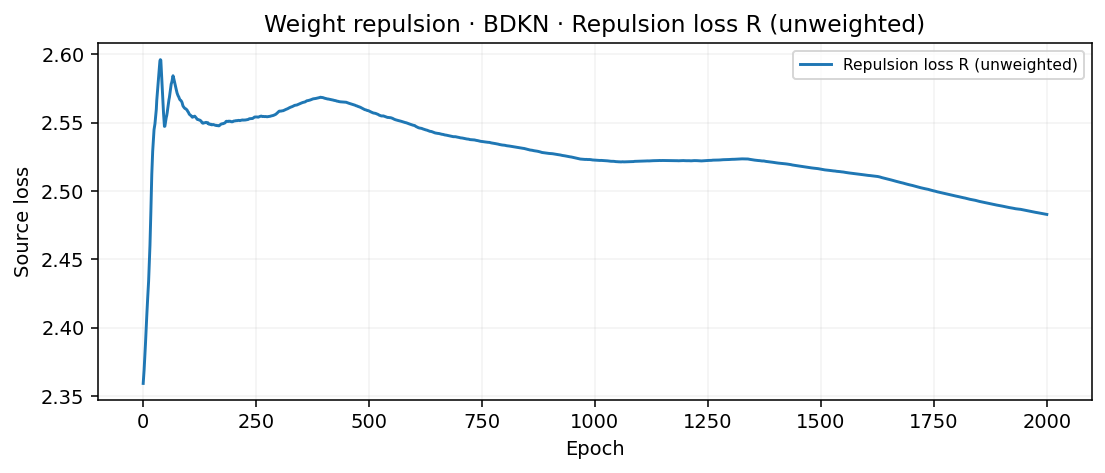 Weight repulsion · BDKN · Repulsion loss R (unweighted)
Repulsion loss R (unweighted)
Source loss
2.60
2.55
2.50
2.45
2.40
2.35
0 250 500 750 1000 1250 1500 1750 2000
Epoch